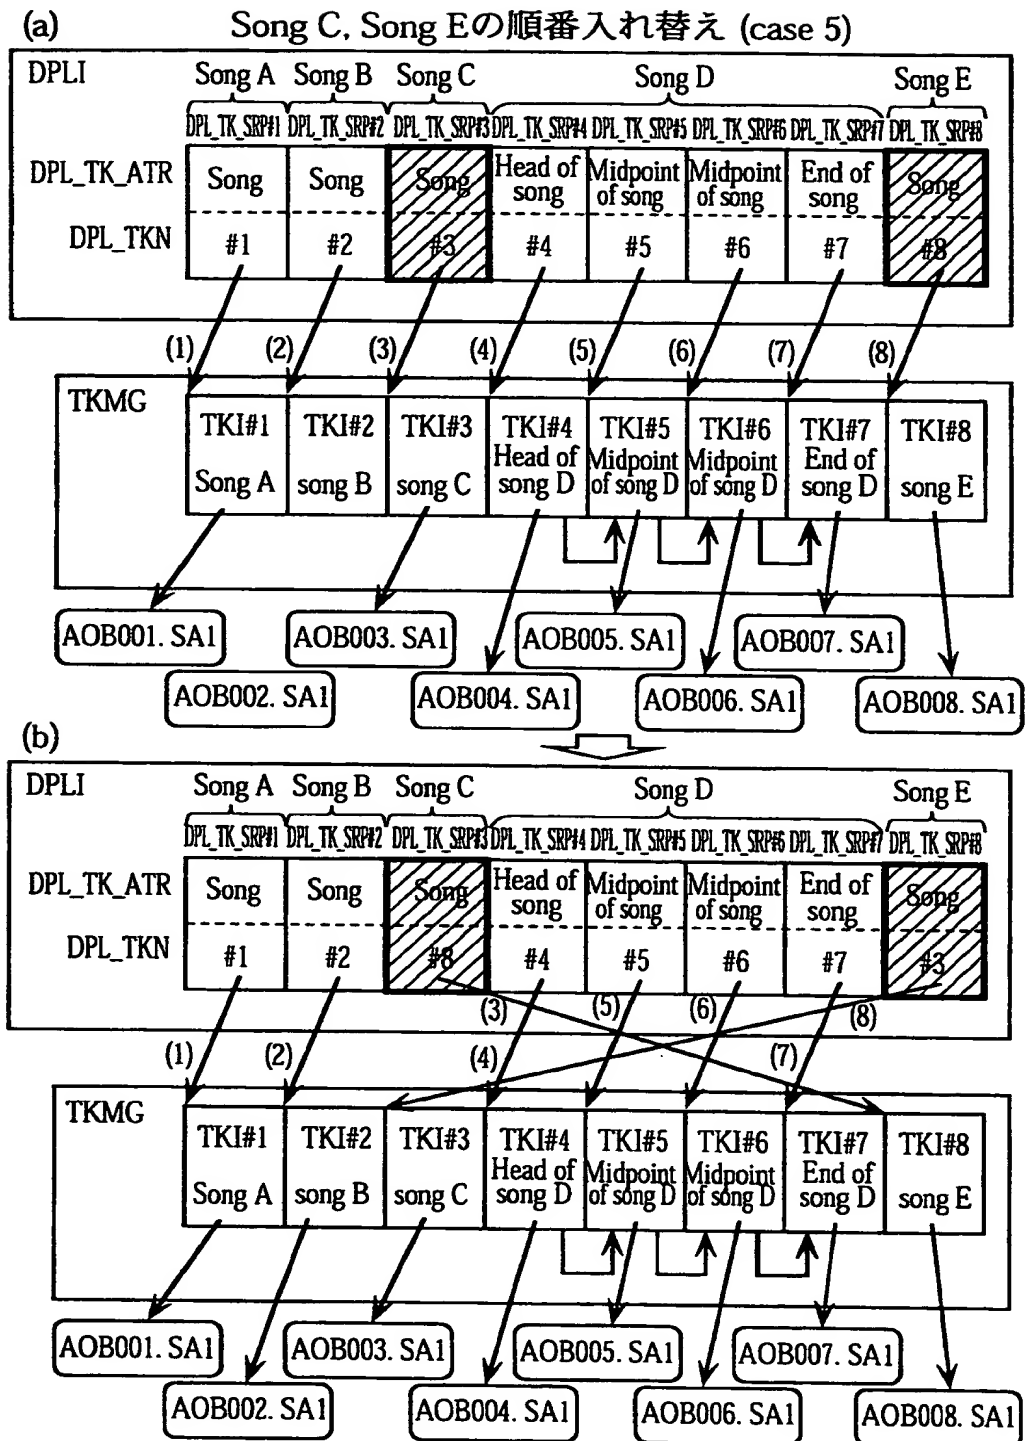 (a) Song C, Song Eの順番入れ替え (case 5)
DPLI
Song A Song B Song C Song D Song E
DPL_TK_SRP#1 DPL_TK_SRP#2 DPL_TK_SRP#3 DPL_TK_SRP#4 DPL_TK_SRP#5 DPL_TK_SRP#6 DPL_TK_SRP#7 DPL_TK_SRP#8
DPL_TK_ATR Song Song Song Head of song Midpoint of song Midpoint of song End of song Song
DPL_TKN #1 #2 #3 #4 #5 #6 #7 #8
(1) (2) (3) (4) (5) (6) (7) (8)
TKMG
TKI#1 TKI#2 TKI#3 TKI#4 TKI#5 TKI#6 TKI#7 TKI#8
Song A song B song C Head of song D Midpoint of song D Midpoint of song D End of song D song E
AOB001. SA1 AOB003. SA1 AOB005. SA1 AOB007. SA1
AOB002. SA1 AOB004. SA1 AOB006. SA1 AOB008. SA1
(b)
DPLI
Song A Song B Song C Song D Song E
DPL_TK_SRP#1 DPL_TK_SRP#2 DPL_TK_SRP#3 DPL_TK_SRP#4 DPL_TK_SRP#5 DPL_TK_SRP#6 DPL_TK_SRP#7 DPL_TK_SRP#8
DPL_TK_ATR Song Song Song Head of song Midpoint of song Midpoint of song End of song Song
DPL_TKN #1 #2 #8 #4 #5 #6 #7 #3
(3) (5) (6) (8)
(1) (2) (4) (7)
TKMG
TKI#1 TKI#2 TKI#3 TKI#4 TKI#5 TKI#6 TKI#7 TKI#8
Song A song B song C Head of song D Midpoint of song D Midpoint of song D End of song D song E
AOB001. SA1 AOB003. SA1 AOB005. SA1 AOB007. SA1
AOB002. SA1 AOB004. SA1 AOB006. SA1 AOB008. SA1